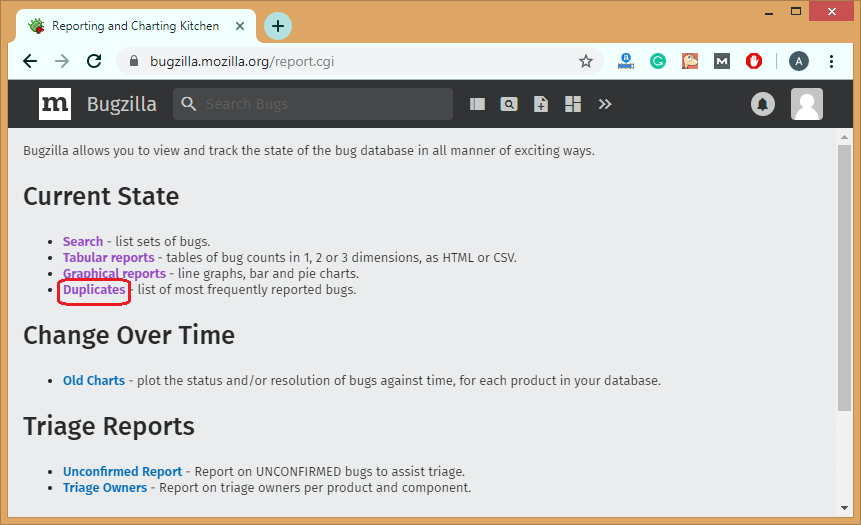 Reporting and Charting Kitchen
bugzilla.mozilla.org/report.cgi
A
m Bugzilla Search Bugs
Bugzilla allows you to view and track the state of the bug database in all manner of exciting ways.
Current State
• Search - list sets of bugs.
• Tabular reports - tables of bug counts in 1, 2 or 3 dimensions, as HTML or CSV.
• Graphical reports - line graphs, bar and pie charts.
• Duplicates - list of most frequently reported bugs.
Change Over Time
• Old Charts - plot the status and/or resolution of bugs against time, for each product in your database.
Triage Reports
• Unconfirmed Report - Report on UNCONFIRMED bugs to assist triage.
• Triage Owners - Report on triage owners per product and component.